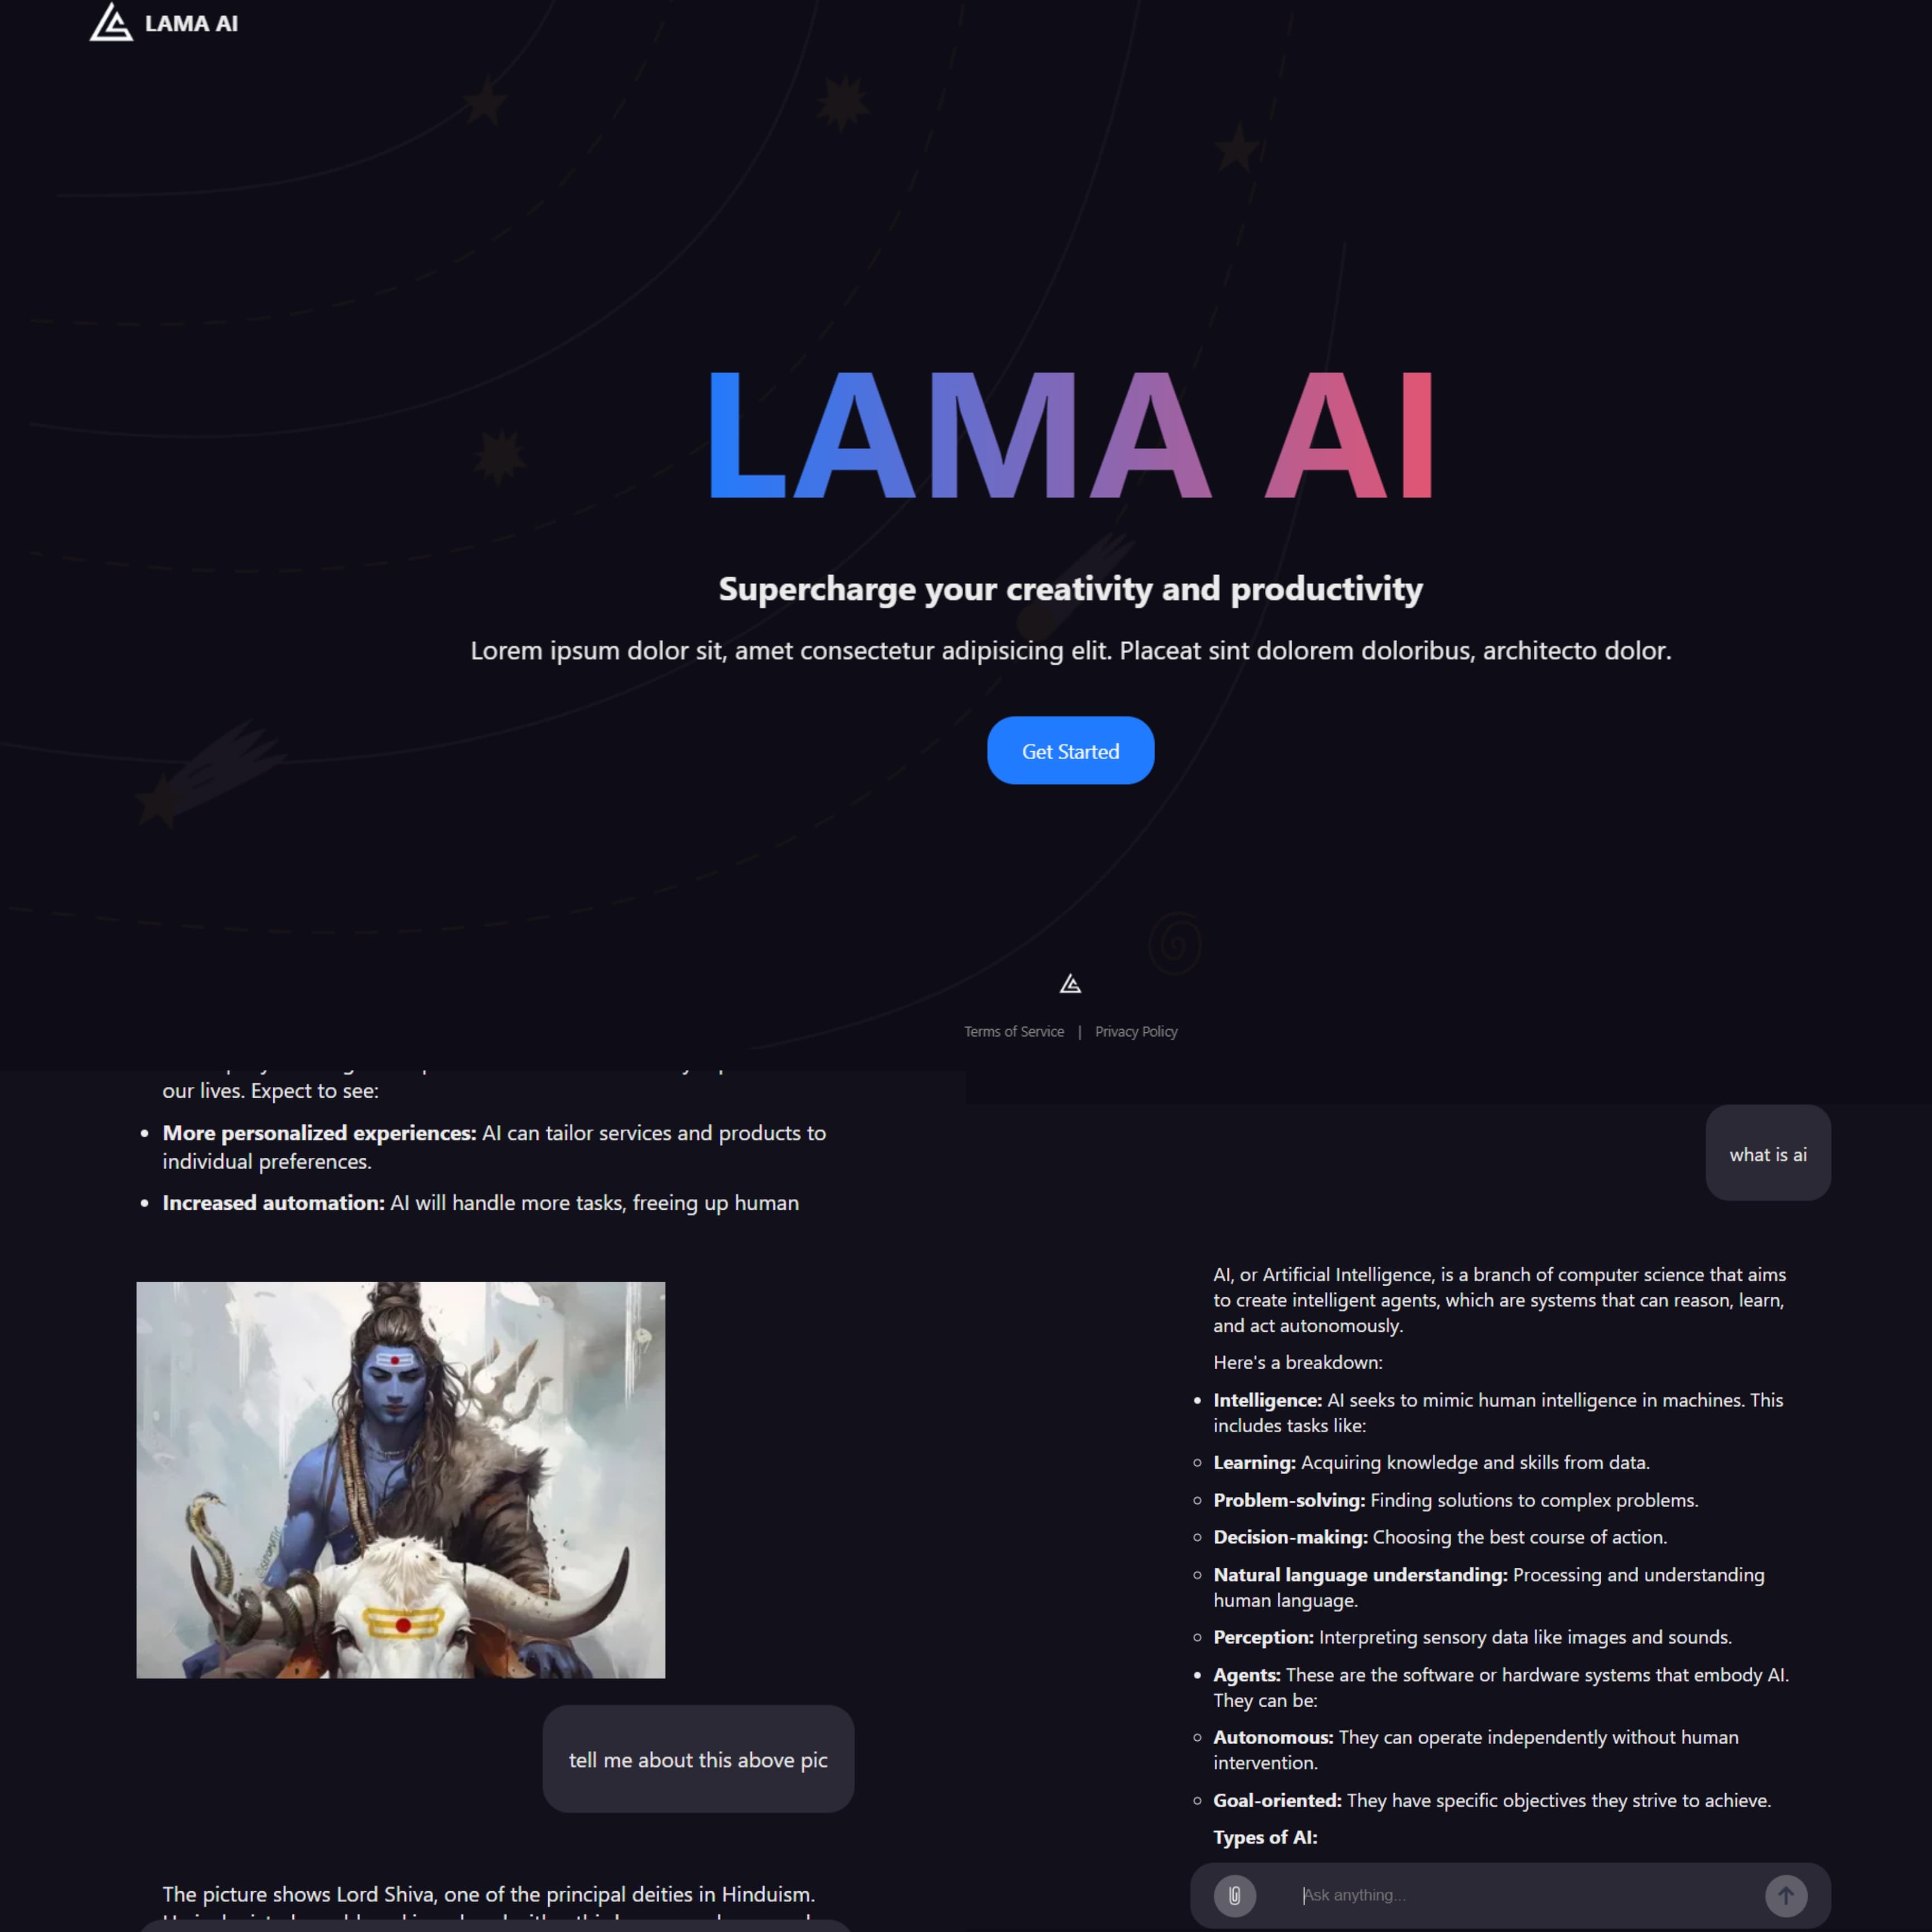 LAMA AI
LAMA AI
Supercharge your creativity and productivity
Lorem ipsum dolor sit, amet consectetur adipisicing elit. Placeat sint dolorem doloribus, architecto dolor.
Get Started
Terms of Service | Privacy Policy
our lives. Expect to see:
• More personalized experiences: AI can tailor services and products to
individual preferences.
• Increased automation: AI will handle more tasks, freeing up human
tell me about this above pic
The picture shows Lord Shiva, one of the principal deities in Hinduism.
what is ai
AI, or Artificial Intelligence, is a branch of computer science that aims
to create intelligent agents, which are systems that can reason, learn,
and act autonomously.
Here's a breakdown:
• Intelligence: AI seeks to mimic human intelligence in machines. This
includes tasks like:
○ Learning: Acquiring knowledge and skills from data.
○ Problem-solving: Finding solutions to complex problems.
○ Decision-making: Choosing the best course of action.
○ Natural language understanding: Processing and understanding
human language.
○ Perception: Interpreting sensory data like images and sounds.
• Agents: These are the software or hardware systems that embody AI.
They can be:
○ Autonomous: They can operate independently without human
intervention.
○ Goal-oriented: They have specific objectives they strive to achieve.
Types of AI:
Ask anything...